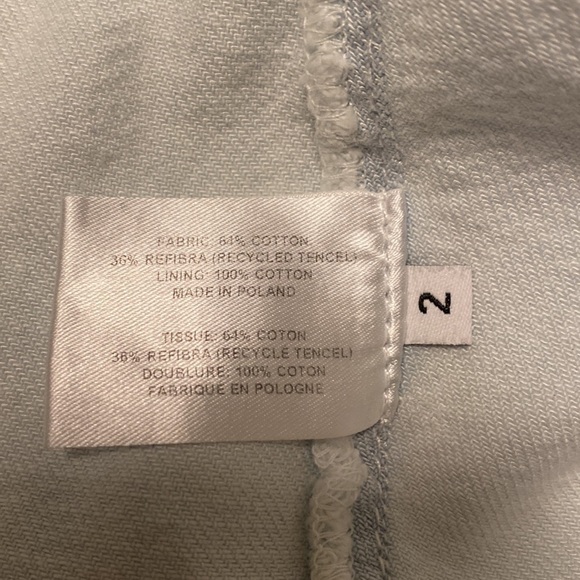 FABRIC: 64% COTTON
36% REFIBRA (RECYCLED TENCEL)
LINING: 100% COTTON
MADE IN POLAND
TISSUE: 64% COTON
36% REFIBRA (RECYCLE TENCEL)
DOUBLURE: 100% COTON
FABRIQUE EN POLOGNE
2